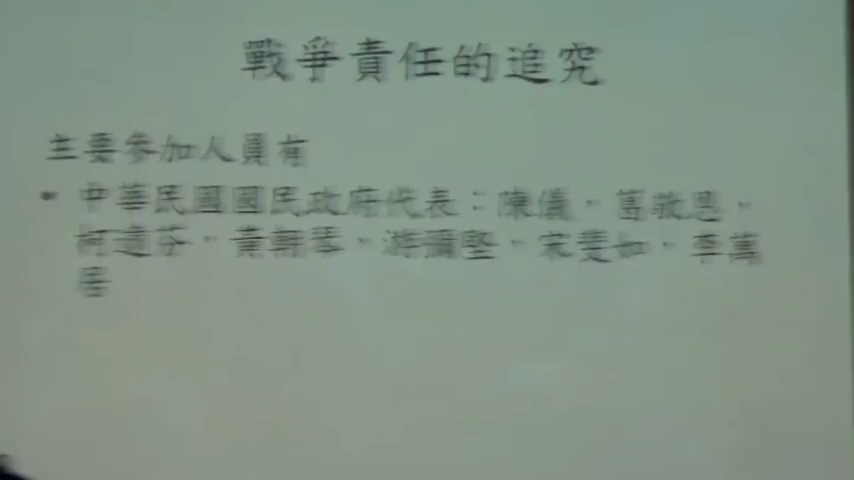 戰爭責任的追究
主要參加人員有
• 中華民國國民政府代表：陳儀、葛敬恩、
柯遠芬、黃朝琴、游彌堅、宋斐如、李萬
居